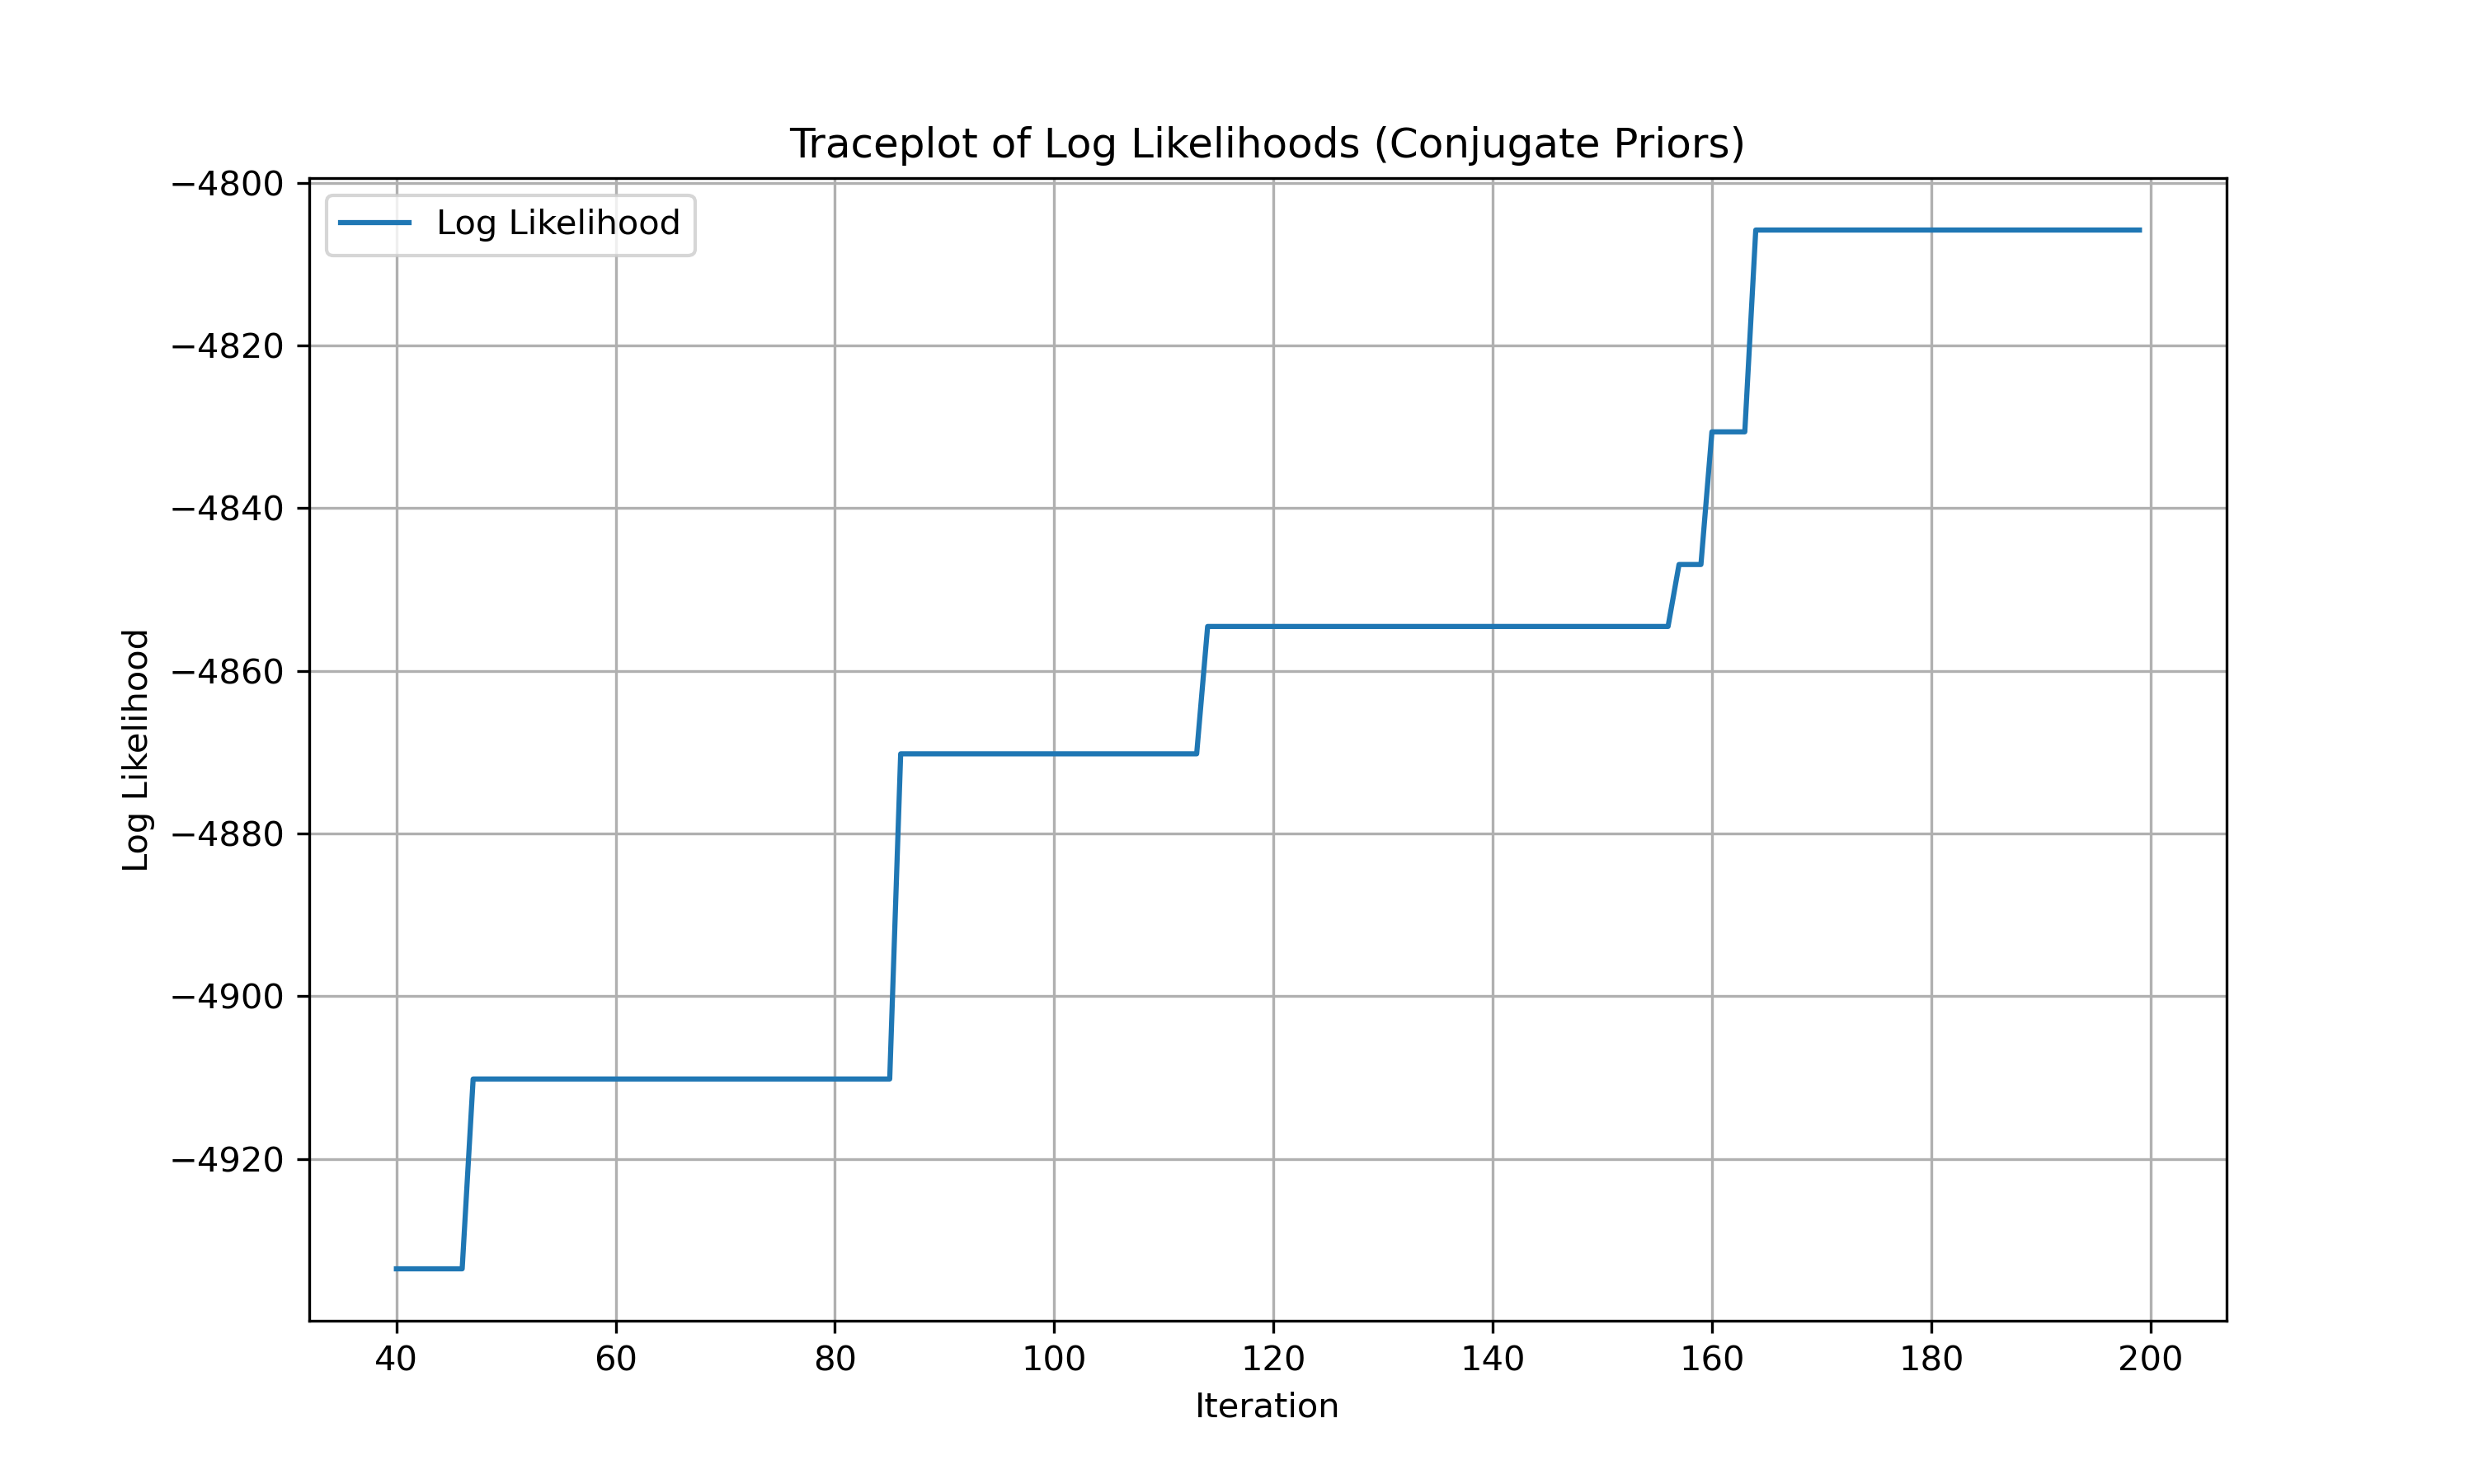 Traceplot of Log Likelihoods (Conjugate Priors)
Log Likelihood
−4800
−4820
−4840
−4860
−4880
−4900
−4920
Log Likelihood
40 60 80 100 120 140 160 180 200
Iteration